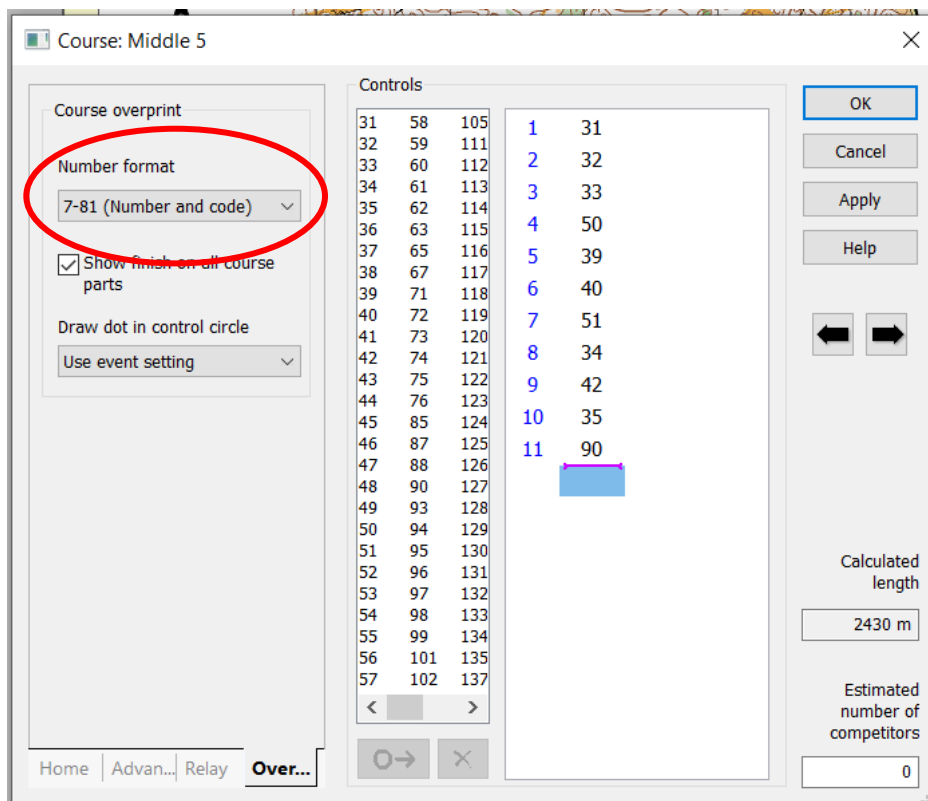 Course: Middle 5
Course overprint
Number format
7-81 (Number and code)
Show finish on all course
parts
Draw dot in control circle
Use event setting
Home Advan... Relay Over...
Controls
31 58 105
32 59 111
33 60 112
34 61 113
35 62 114
36 63 115
37 65 116
38 67 117
39 71 118
40 72 119
41 73 120
42 74 121
43 75 122
44 76 123
45 85 124
46 87 125
47 88 126
48 90 127
49 93 128
50 94 129
51 95 130
52 96 131
53 97 132
54 98 133
55 99 134
56 101 135
57 102 137
1 31
2 32
3 33
4 50
5 39
6 40
7 51
8 34
9 42
10 35
11 90
OK
Cancel
Apply
Help
Calculated
length
2430 m
Estimated
number of
competitors
0